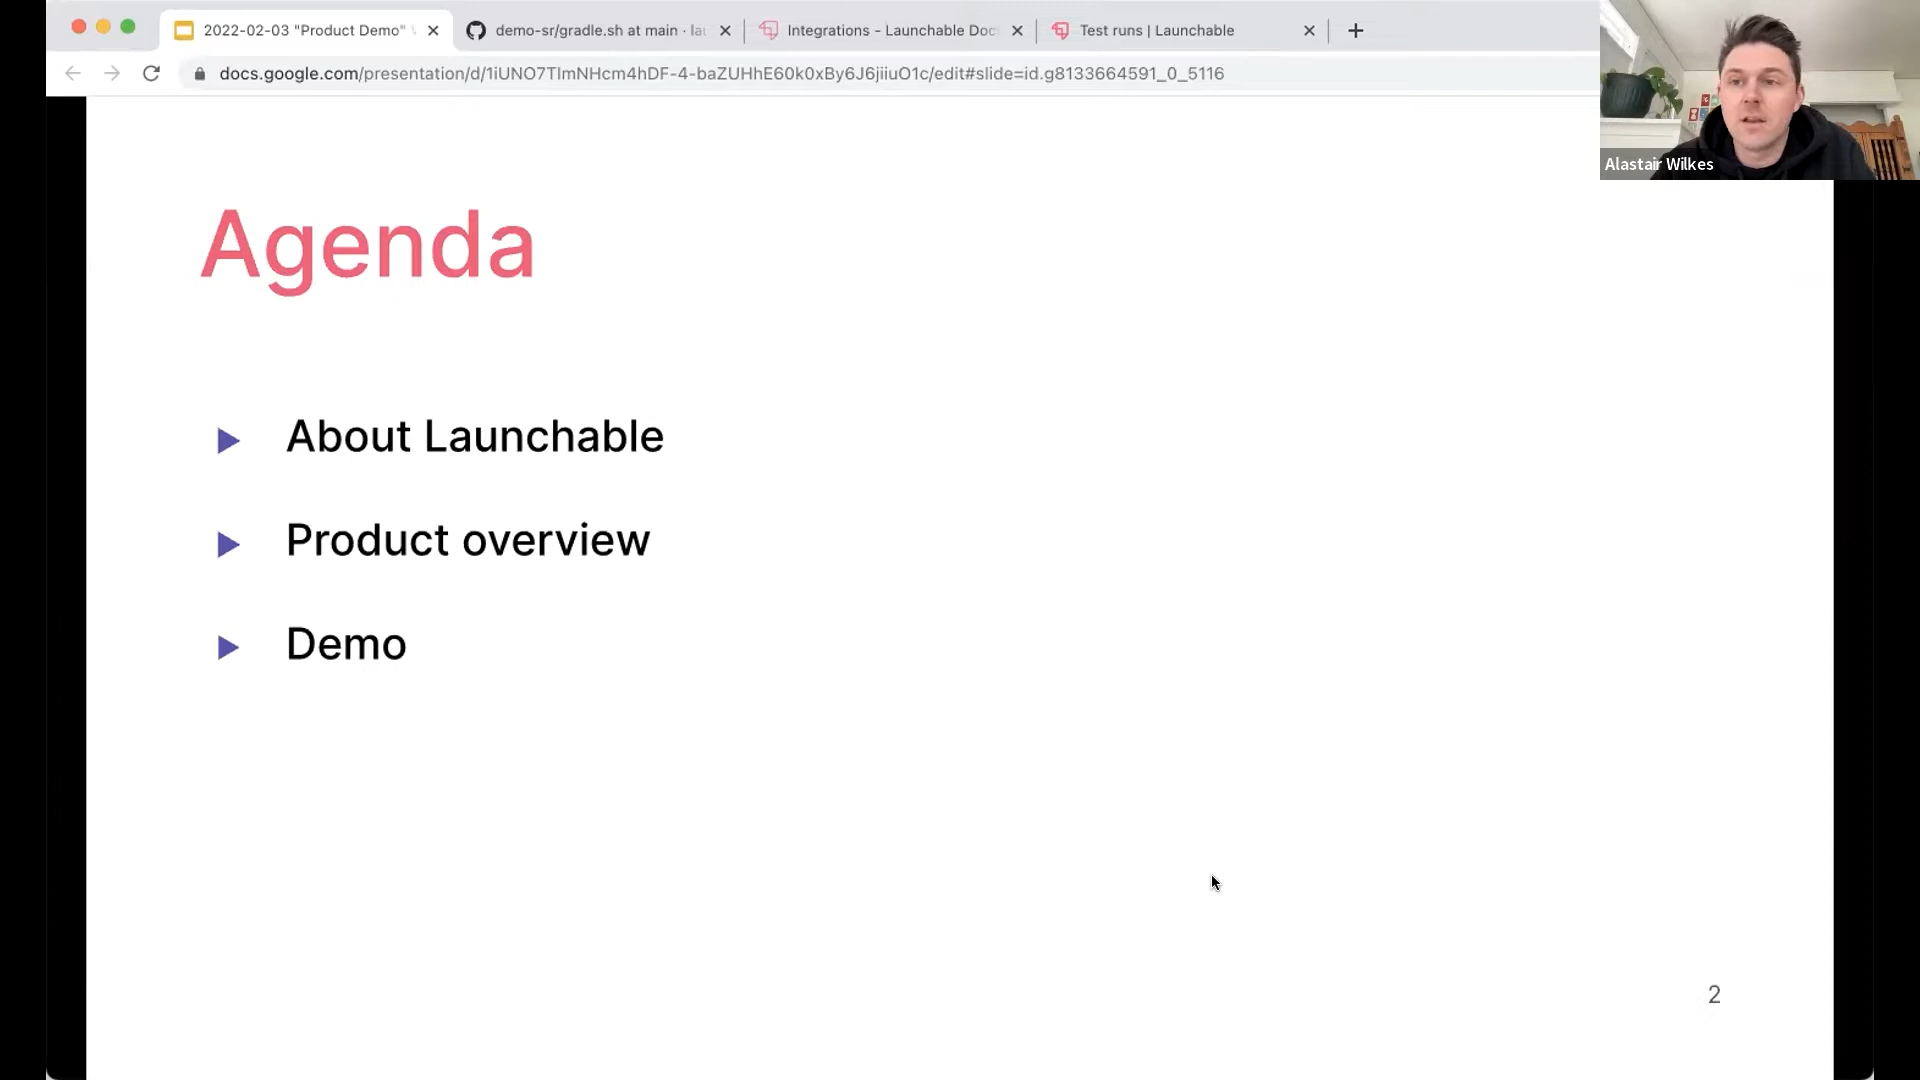 2022-02-03 "Product Demo"
demo-sr/gradle.sh at main · lau
Integrations - Launchable Doc
Test runs | Launchable
docs.google.com/presentation/d/1iUNO7TlmNHcm4hDF-4-baZUHhE60k0xBy6J6jiiuO1c/edit#slide=id.g8133664591_0_5116
Alastair Wilkes
Agenda
About Launchable
Product overview
Demo
2